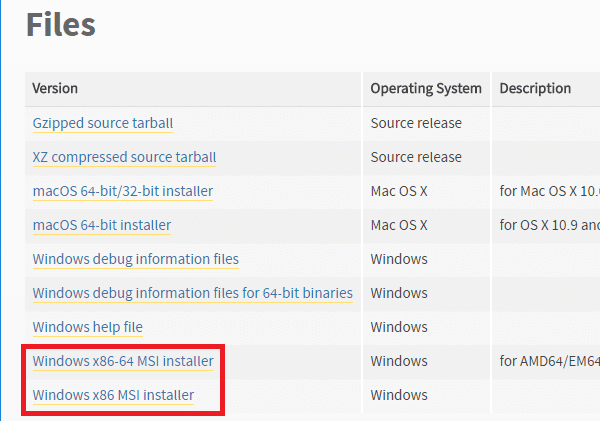 Files
Version Operating System Description
Gzipped source tarball Source release
XZ compressed source tarball Source release
macOS 64-bit/32-bit installer Mac OS X for Mac OS X 10.
macOS 64-bit installer Mac OS X for OS X 10.9 and
Windows debug information files Windows
Windows debug information files for 64-bit binaries Windows
Windows help file Windows
Windows x86-64 MSI installer Windows for AMD64/EM64
Windows x86 MSI installer Windows